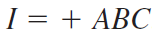 I = + ABC